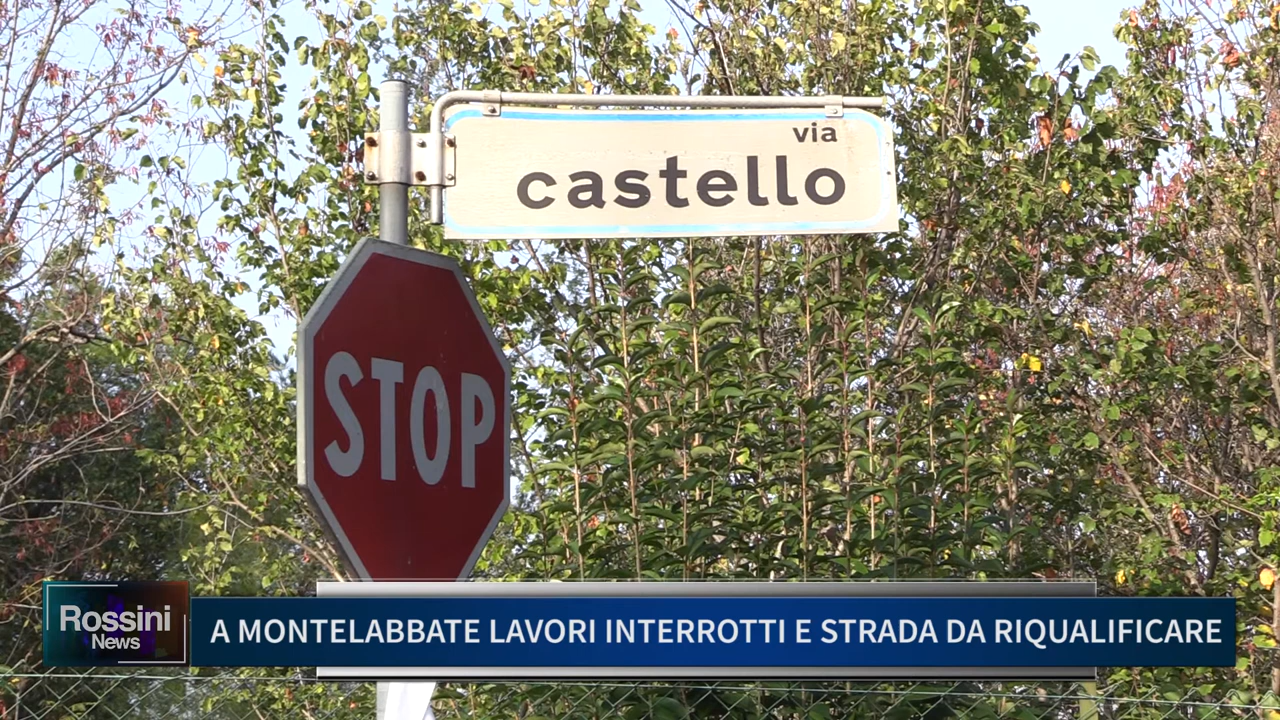 via
castello
STOP
Rossini
News
A MONTELABBATE LAVORI INTERROTTI E STRADA DA RIQUALIFICARE